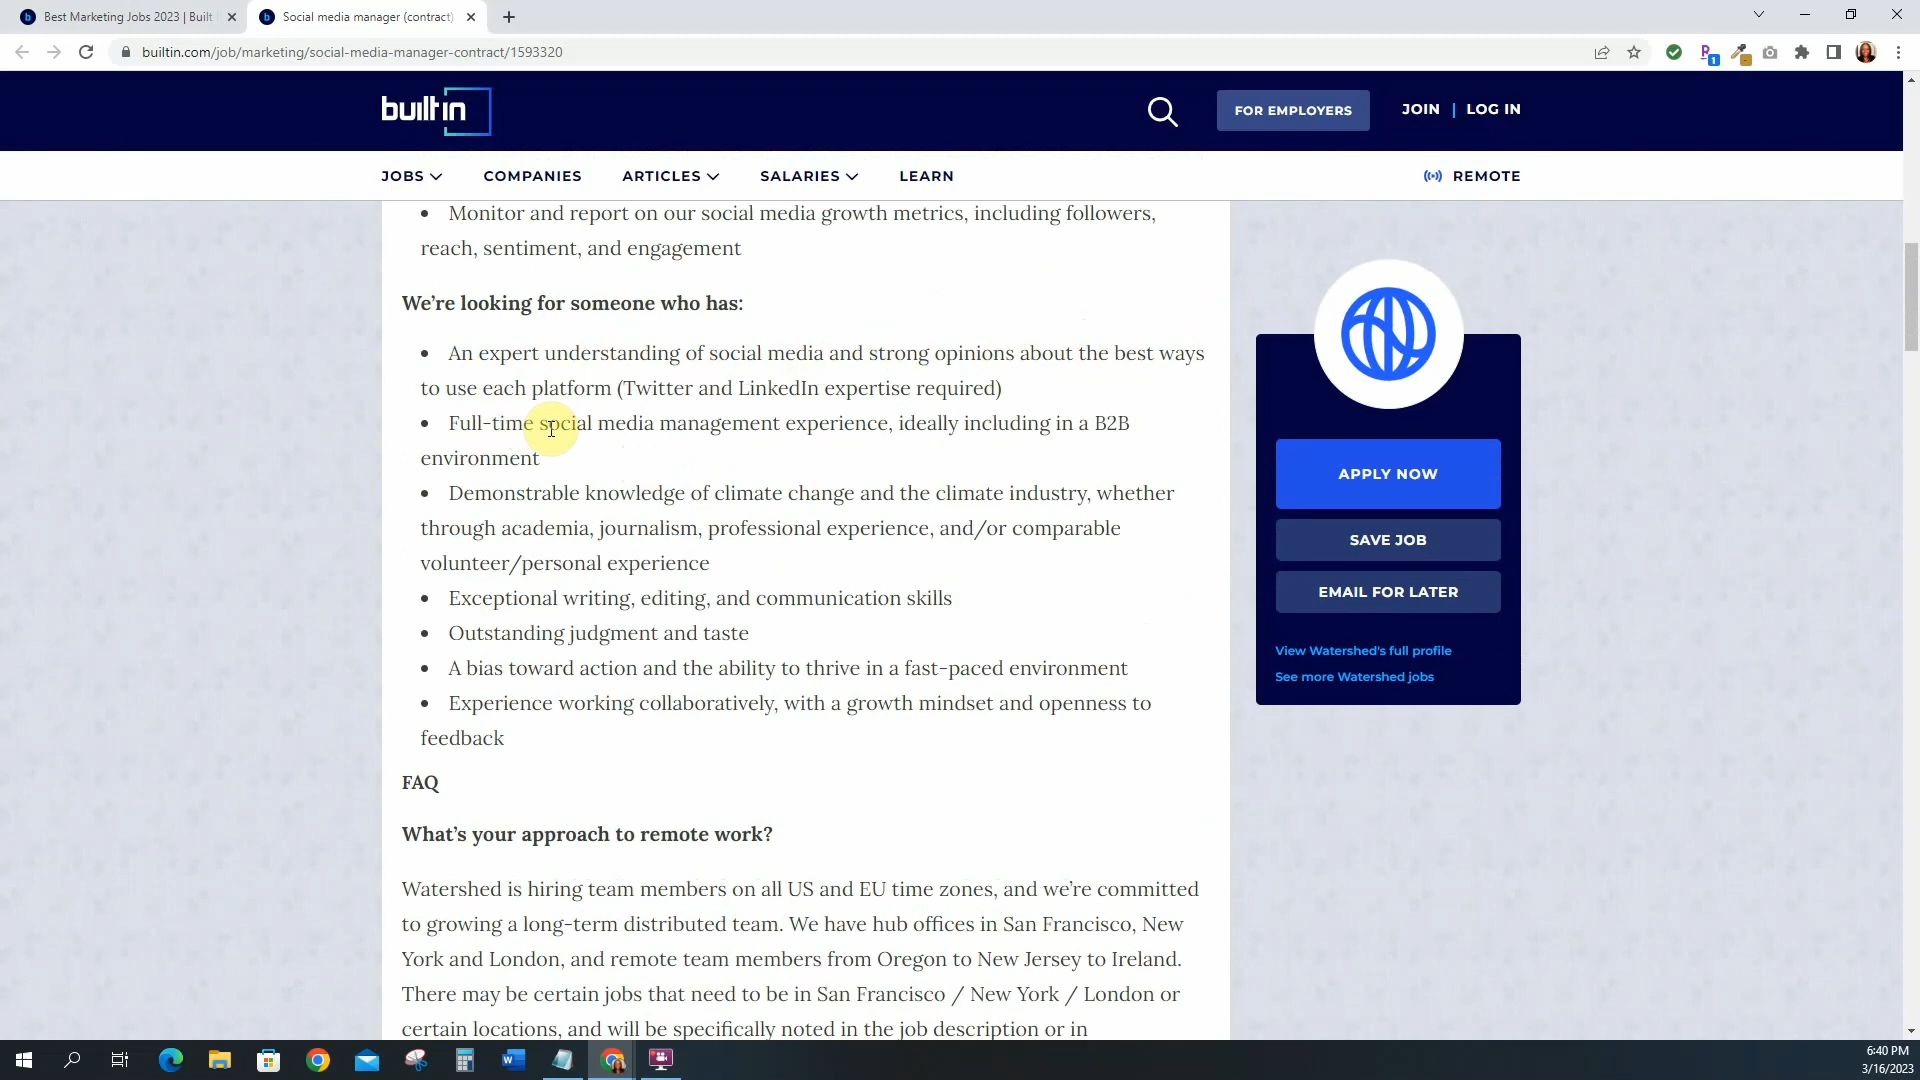 Best Marketing Jobs 2023 | Built
Social media manager (contract)
builtin.com/job/marketing/social-media-manager-contract/1593320
1
builtin
FOR EMPLOYERS
JOIN | LOG IN
JOBS
COMPANIES
ARTICLES
SALARIES
LEARN
REMOTE
• Monitor and report on our social media growth metrics, including followers,
reach, sentiment, and engagement
We’re looking for someone who has:
• An expert understanding of social media and strong opinions about the best ways
to use each platform (Twitter and LinkedIn expertise required)
• Full-time social media management experience, ideally including in a B2B
environment
• Demonstrable knowledge of climate change and the climate industry, whether
through academia, journalism, professional experience, and/or comparable
volunteer/personal experience
• Exceptional writing, editing, and communication skills
• Outstanding judgment and taste
• A bias toward action and the ability to thrive in a fast-paced environment
• Experience working collaboratively, with a growth mindset and openness to
feedback
FAQ
What’s your approach to remote work?
Watershed is hiring team members on all US and EU time zones, and we’re committed
to growing a long-term distributed team. We have hub offices in San Francisco, New
York and London, and remote team members from Oregon to New Jersey to Ireland.
There may be certain jobs that need to be in San Francisco / New York / London or
certain locations, and will be specifically noted in the job description or in
APPLY NOW
SAVE JOB
EMAIL FOR LATER
View Watershed's full profile
See more Watershed jobs
6:40 PM
3/16/2023